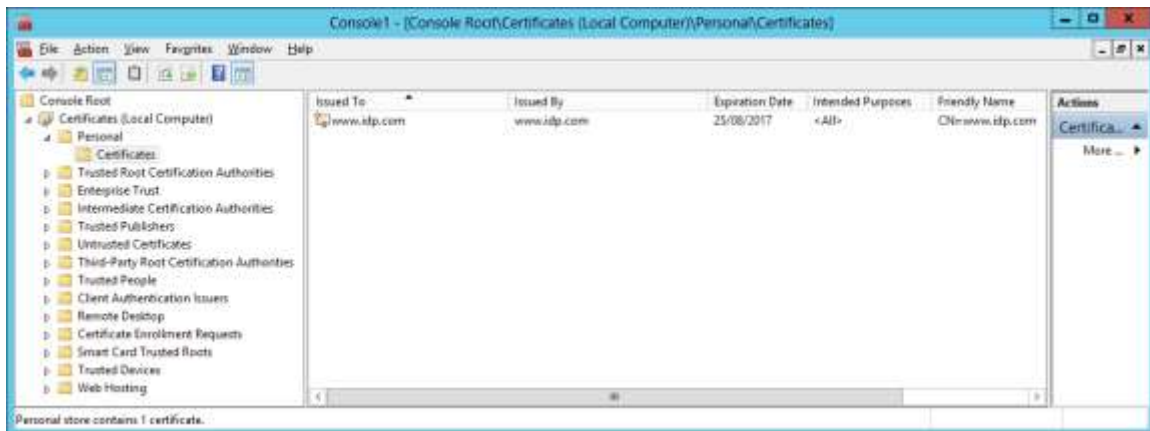 Console1 - [Console Root\Certificates (Local Computer)\Personal\Certificates]
File Action View Favorites Window Help
Console Root
Certificates (Local Computer)
Personal
Certificates
Trusted Root Certification Authorities
Enterprise Trust
Intermediate Certification Authorities
Trusted Publishers
Untrusted Certificates
Third-Party Root Certification Authorities
Trusted People
Client Authentication Issuers
Remote Desktop
Certificate Enrollment Requests
Smart Card Trusted Roots
Trusted Devices
Web Hosting
Issued To Issued By Expiration Date Intended Purposes Friendly Name
www.idp.com www.idp.com 25/08/2017 <All> CN=www.idp.com
Actions
Certifica...
More ...
Personal store contains 1 certificate.